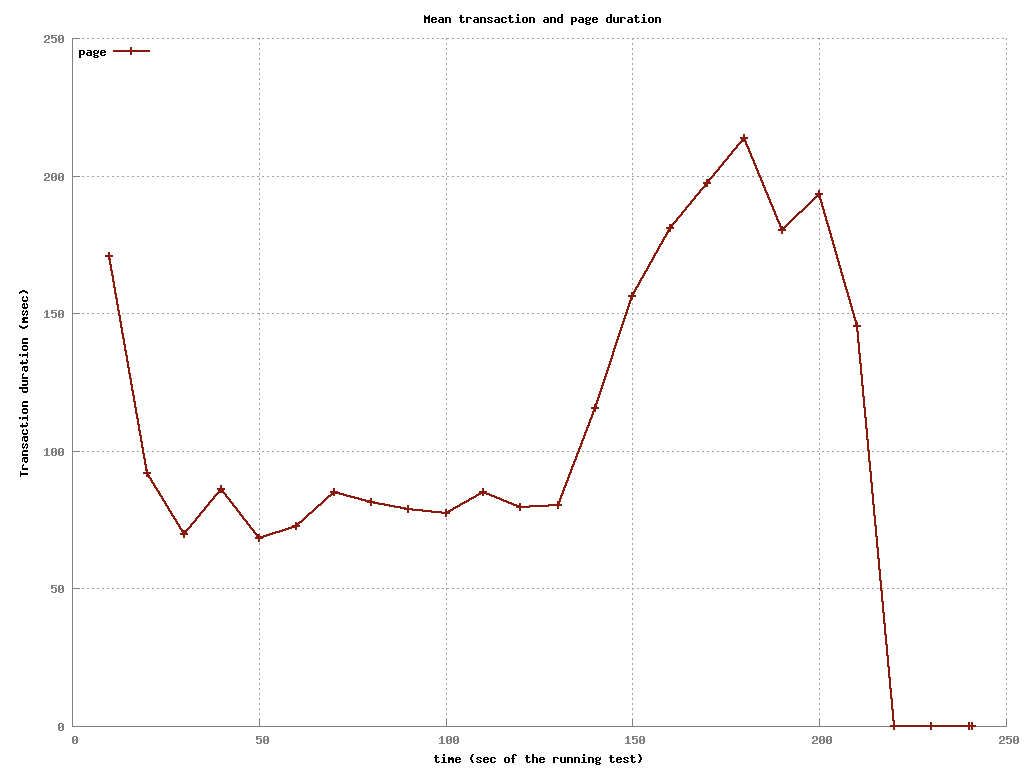 Mean transaction and page duration
250
page
200
150
100
50
0
Transaction duration (msec)
0 50 100 150 200 250
time (sec of the running test)